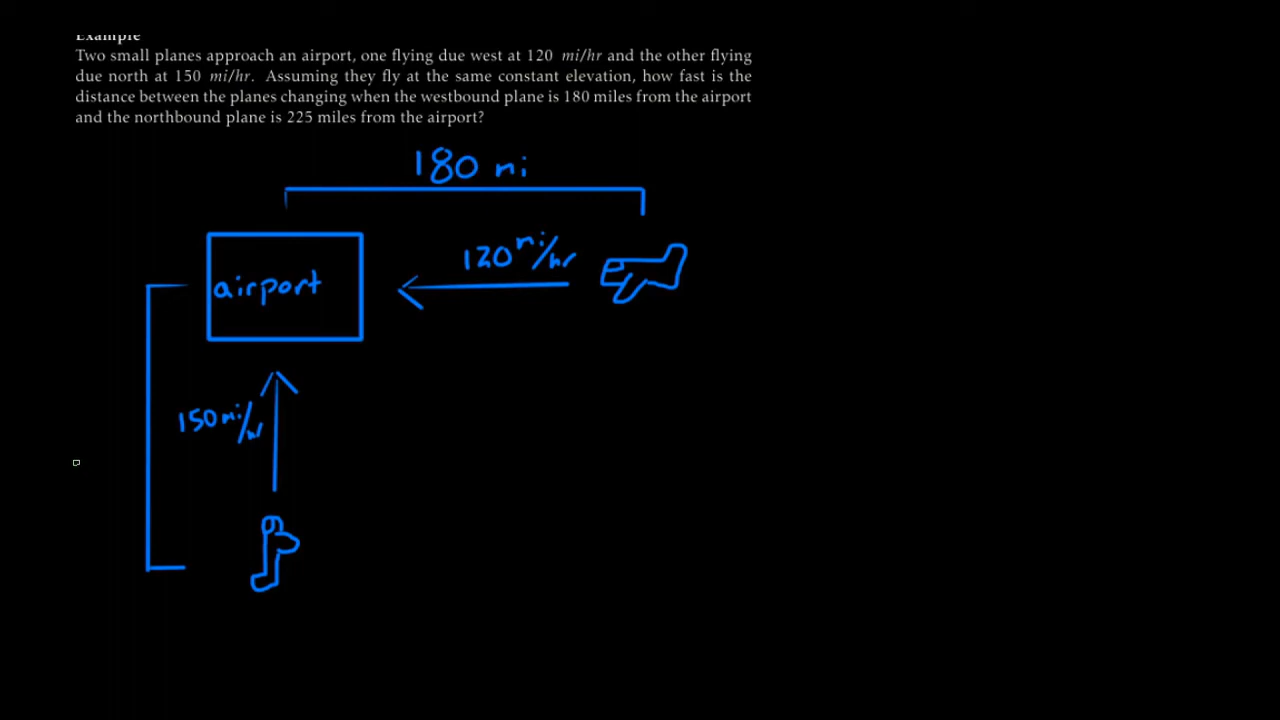 Example
Two small planes approach an airport, one flying due west at 120 mi/hr and the other flying
due north at 150 mi/hr. Assuming they fly at the same constant elevation, how fast is the
distance between the planes changing when the westbound plane is 180 miles from the airport
and the northbound plane is 225 miles from the airport?
180 mi
120 mi/hr
airport
150 mi/hr